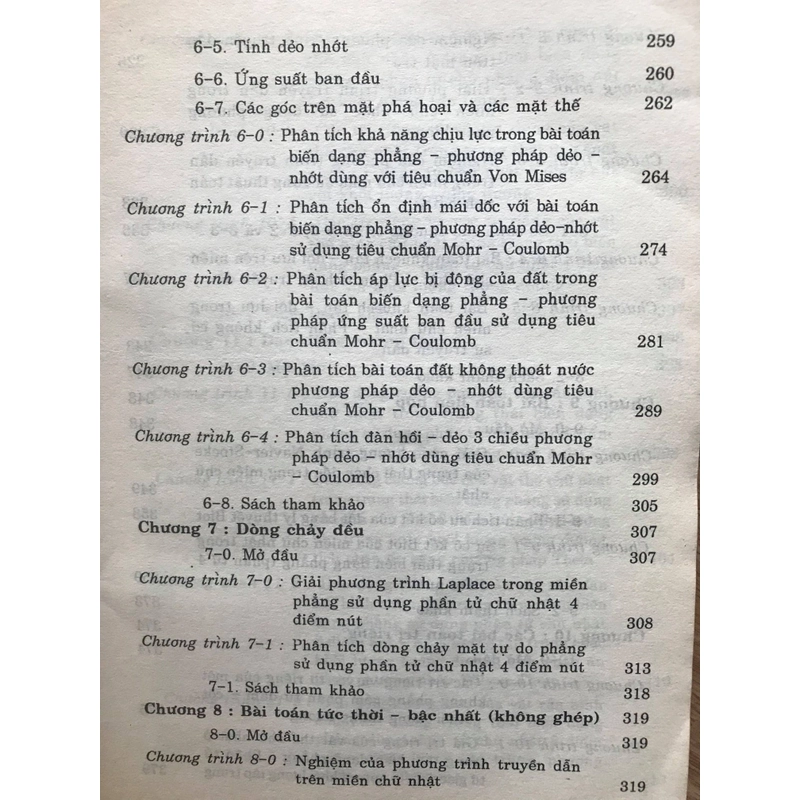 6-5. Tính dẻo nhớt 259
6-6. Ứng suất ban đầu 260
6-7. Các góc trên mặt phá hoại và các mặt thế 262
Chương trình 6-0 : Phân tích khả năng chịu lực trong bài toán
biến dạng phẳng – phương pháp dẻo –
nhớt dùng với tiêu chuẩn Von Mises 264
Chương trình 6-1 : Phân tích ổn định mái dốc với bài toán
biến dạng phẳng – phương pháp dẻo-nhớt
sử dụng tiêu chuẩn Mohr – Coulomb 274
Chương trình 6-2 : Phân tích áp lực bị động của đất trong
bài toán biến dạng phẳng – phương
pháp ứng suất ban đầu sử dụng tiêu
chuẩn Mohr – Coulomb 281
Chương trình 6-3 : Phân tích bài toán đất không thoát nước
phương pháp dẻo – nhớt dùng tiêu
chuẩn Mohr – Coulomb 289
Chương trình 6-4 : Phân tích đàn hồi – dẻo 3 chiều phương
pháp dẻo – nhớt dùng tiêu chuẩn Mohr
– Coulomb 299
6-8. Sách tham khảo 305
Chương 7 : Dòng chảy đều 307
7-0. Mở đầu 307
Chương trình 7-0 : Giải phương trình Laplace trong miền
phẳng sử dụng phần tử chữ nhật 4
điểm nút 308
Chương trình 7-1 : Phân tích dòng chảy mặt tự do phẳng
sử dụng phần tử chữ nhật 4 điểm nút 313
7-1. Sách tham khảo 318
Chương 8 : Bài toán tức thời – bậc nhất (không ghép) 319
8-0. Mở đầu 319
Chương trình 8-0 : Nghiệm của phương trình truyền dẫn
trên miền chữ nhật 319